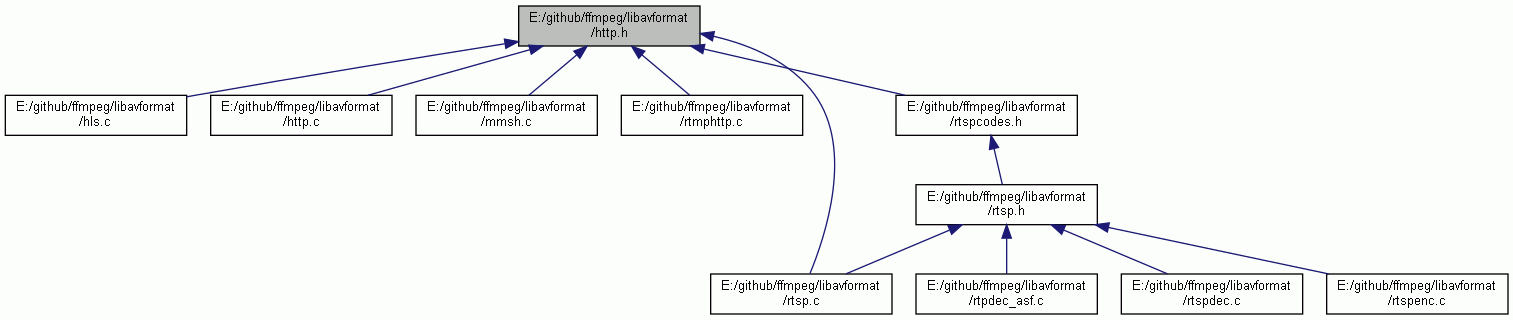 E:/github/ffmpeg/libavformat
/http.h
E:/github/ffmpeg/libavformat
/hls.c
E:/github/ffmpeg/libavformat
/http.c
E:/github/ffmpeg/libavformat
/mmsh.c
E:/github/ffmpeg/libavformat
/rtmphttp.c
E:/github/ffmpeg/libavformat
/rtspcodes.h
E:/github/ffmpeg/libavformat
/rtsp.h
E:/github/ffmpeg/libavformat
/rtsp.c
E:/github/ffmpeg/libavformat
/rtpdec_asf.c
E:/github/ffmpeg/libavformat
/rtspdec.c
E:/github/ffmpeg/libavformat
/rtspenc.c